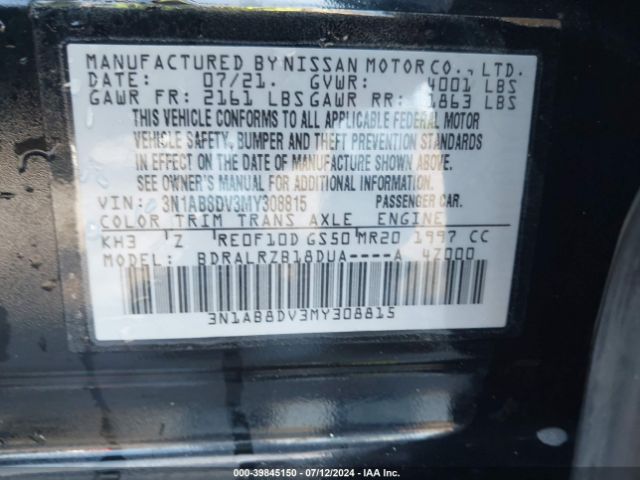 MANUFACTURED BY NISSAN MOTOR CO., LTD.
DATE: 07/21. GVWR: 4001 LBS
GAWR FR: 2161 LBS GAWR RR: 1863 LBS
THIS VEHICLE CONFORMS TO ALL APPLICABLE FEDERAL MOTOR
VEHICLE SAFETY, BUMPER AND THEFT PREVENTION STANDARDS
IN EFFECT ON THE DATE OF MANUFACTURE SHOWN ABOVE.
SEE OWNER'S MANUAL FOR ADDITIONAL INFORMATION.
VIN: 3N1AB8DV3MY308815 PASSENGER CAR.
COLOR TRIM TRANS AXLE ENGINE
KH3 Z RE0F10D GS50 MR20 1997 CC
MODEL: BDRALRZB18DUA----A 4Z000
3N1AB8DV3MY308815
000-39845150 - 07/12/2024 - IAA Inc.